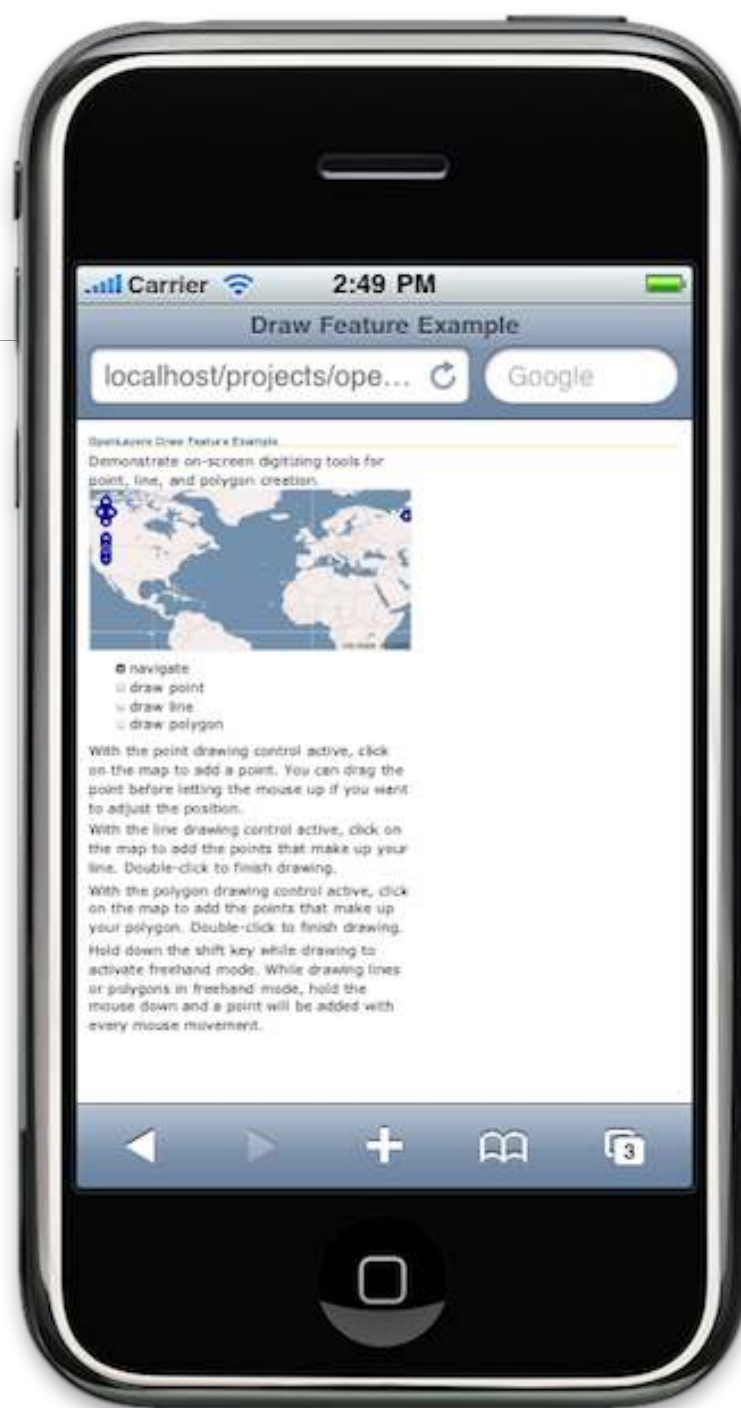 Carrier 2:49 PM
Draw Feature Example
localhost/projects/ope... Google
OpenLayers Draw Feature Example
Demonstrate on-screen digitizing tools for
point, line, and polygon creation.
navigate
draw point
draw line
draw polygon
With the point drawing control active, click
on the map to add a point. You can drag the
point before letting the mouse up if you want
to adjust the position.
With the line drawing control active, click on
the map to add the points that make up your
line. Double-click to finish drawing.
With the polygon drawing control active, click
on the map to add the points that make up
your polygon. Double-click to finish drawing.
Hold down the shift key while drawing to
activate freehand mode. While drawing lines
or polygons in freehand mode, hold the
mouse down and a point will be added with
every mouse movement.
3